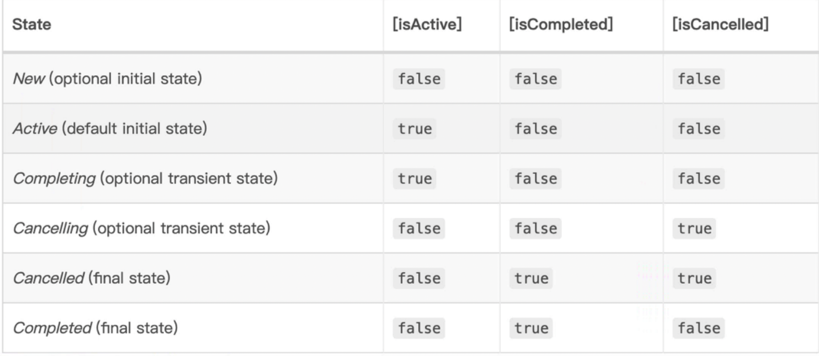 State [isActive] [isCompleted] [isCancelled]
New (optional initial state) false false false
Active (default initial state) true false false
Completing (optional transient state) true false false
Cancelling (optional transient state) false false true
Cancelled (final state) false true true
Completed (final state) false true false